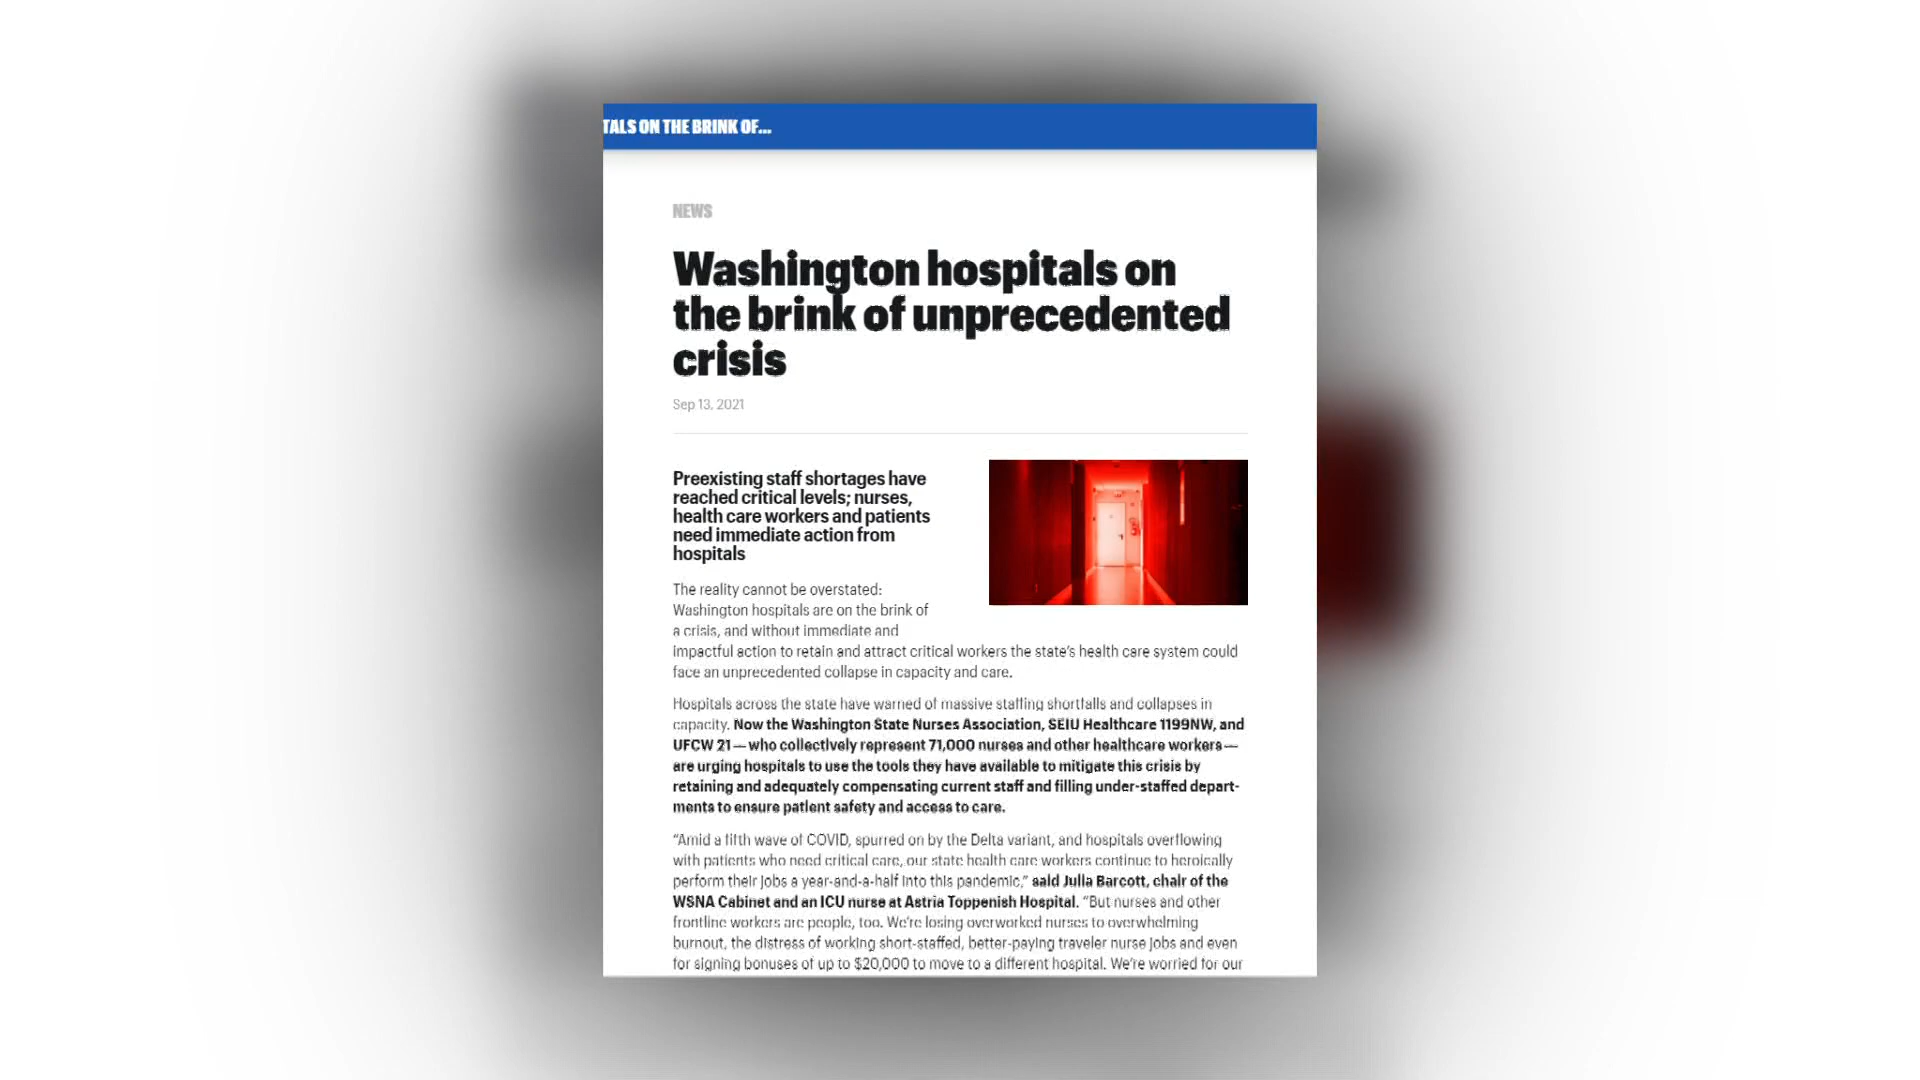 TALS ON THE BRINK OF...
NEWS
Washington hospitals on
the brink of unprecedented
crisis
Sep 13, 2021
Preexisting staff shortages have
reached critical levels; nurses,
health care workers and patients
need immediate action from
hospitals
The reality cannot be overstated:
Washington hospitals are on the brink of
a crisis, and without immediate and
impactful action to retain and attract critical workers the state’s health care system could
face an unprecedented collapse in capacity and care.
Hospitals across the state have warned of massive staffing shortfalls and collapses in
capacity. Now the Washington State Nurses Association, SEIU Healthcare 1199NW, and
UFCW 21 — who collectively represent 71,000 nurses and other healthcare workers —
are urging hospitals to use the tools they have available to mitigate this crisis by
retaining and adequately compensating current staff and filling under-staffed depart-
ments to ensure patient safety and access to care.
“Amid a fifth wave of COVID, spurred on by the Delta variant, and hospitals overflowing
with patients who need critical care, our state health care workers continue to heroically
perform their jobs a year-and-a-half into this pandemic,” said Julia Barcott, chair of the
WSNA Cabinet and an ICU nurse at Astria Toppenish Hospital. “But nurses and other
frontline workers are people, too. We’re losing overworked nurses to overwhelming
burnout, the distress of working short-staffed, better-paying traveler nurse jobs and even
for signing bonuses of up to $20,000 to move to a different hospital. We’re worried for our